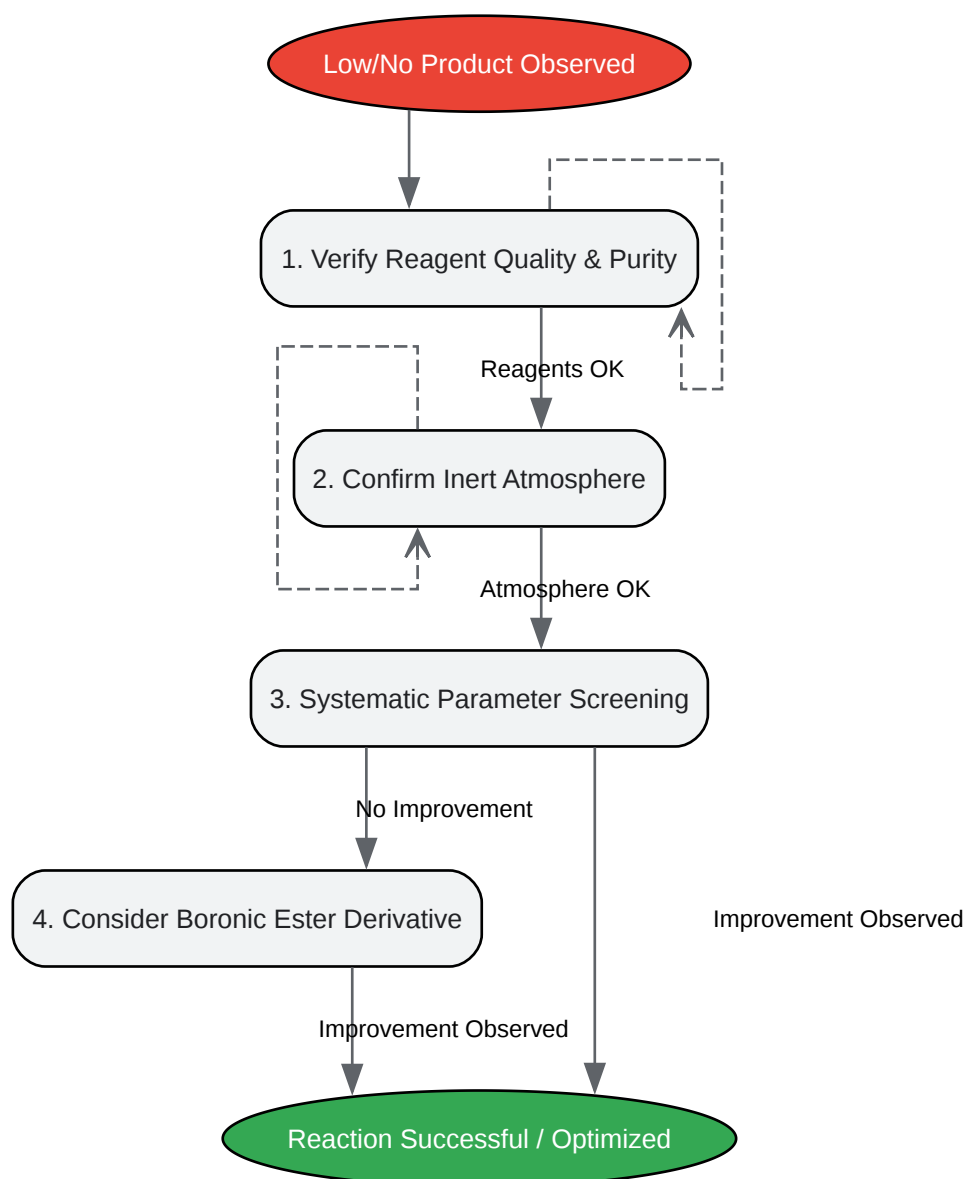 Low/No Product Observed
1. Verify Reagent Quality & Purity
Reagents OK
2. Confirm Inert Atmosphere
Atmosphere OK
3. Systematic Parameter Screening
No Improvement
4. Consider Boronic Ester Derivative
Improvement Observed
Improvement Observed
Reaction Successful / Optimized